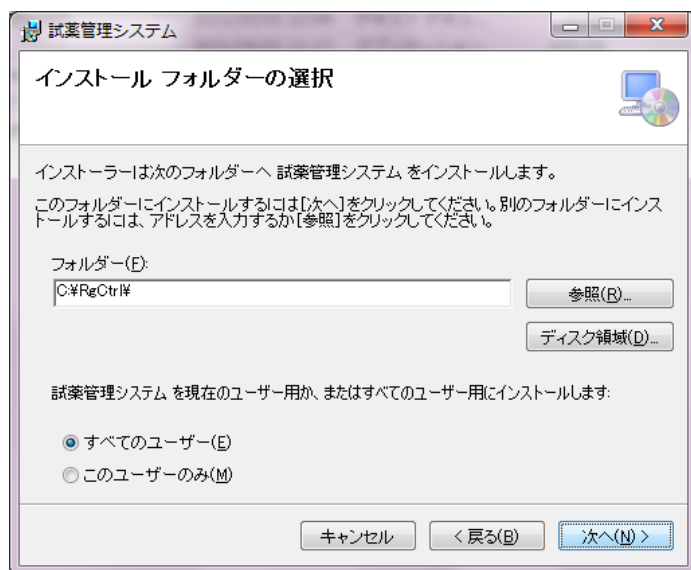 試薬管理システム
インストール フォルダーの選択
インストーラーは次のフォルダーへ 試薬管理システム をインストールします。
このフォルダーにインストールするには[次へ]をクリックしてください。別のフォルダーにインス
トールするには、アドレスを入力するか[参照]をクリックしてください。
フォルダー(F):
C:¥RgCtrl¥
参照(R)...
ディスク領域(D)...
試薬管理システム を現在のユーザー用か、またはすべてのユーザー用にインストールします:
すべてのユーザー(E)
このユーザーのみ(M)
キャンセル
< 戻る(B)
次へ(N) >